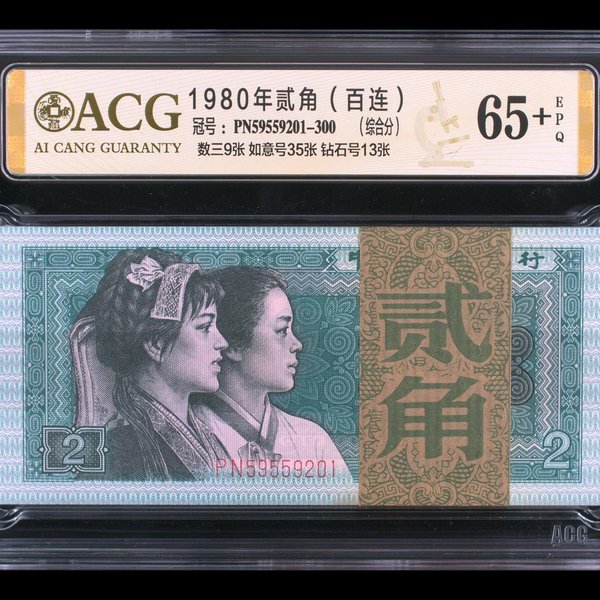 ACG
AI CANG GUARANTY
1980年贰角（百连）
冠号：PN59559201-300（综合分）
数三9张 如意号35张 钻石号13张
65+
EPQ
行
贰角
2
PN59559201
2
ACG